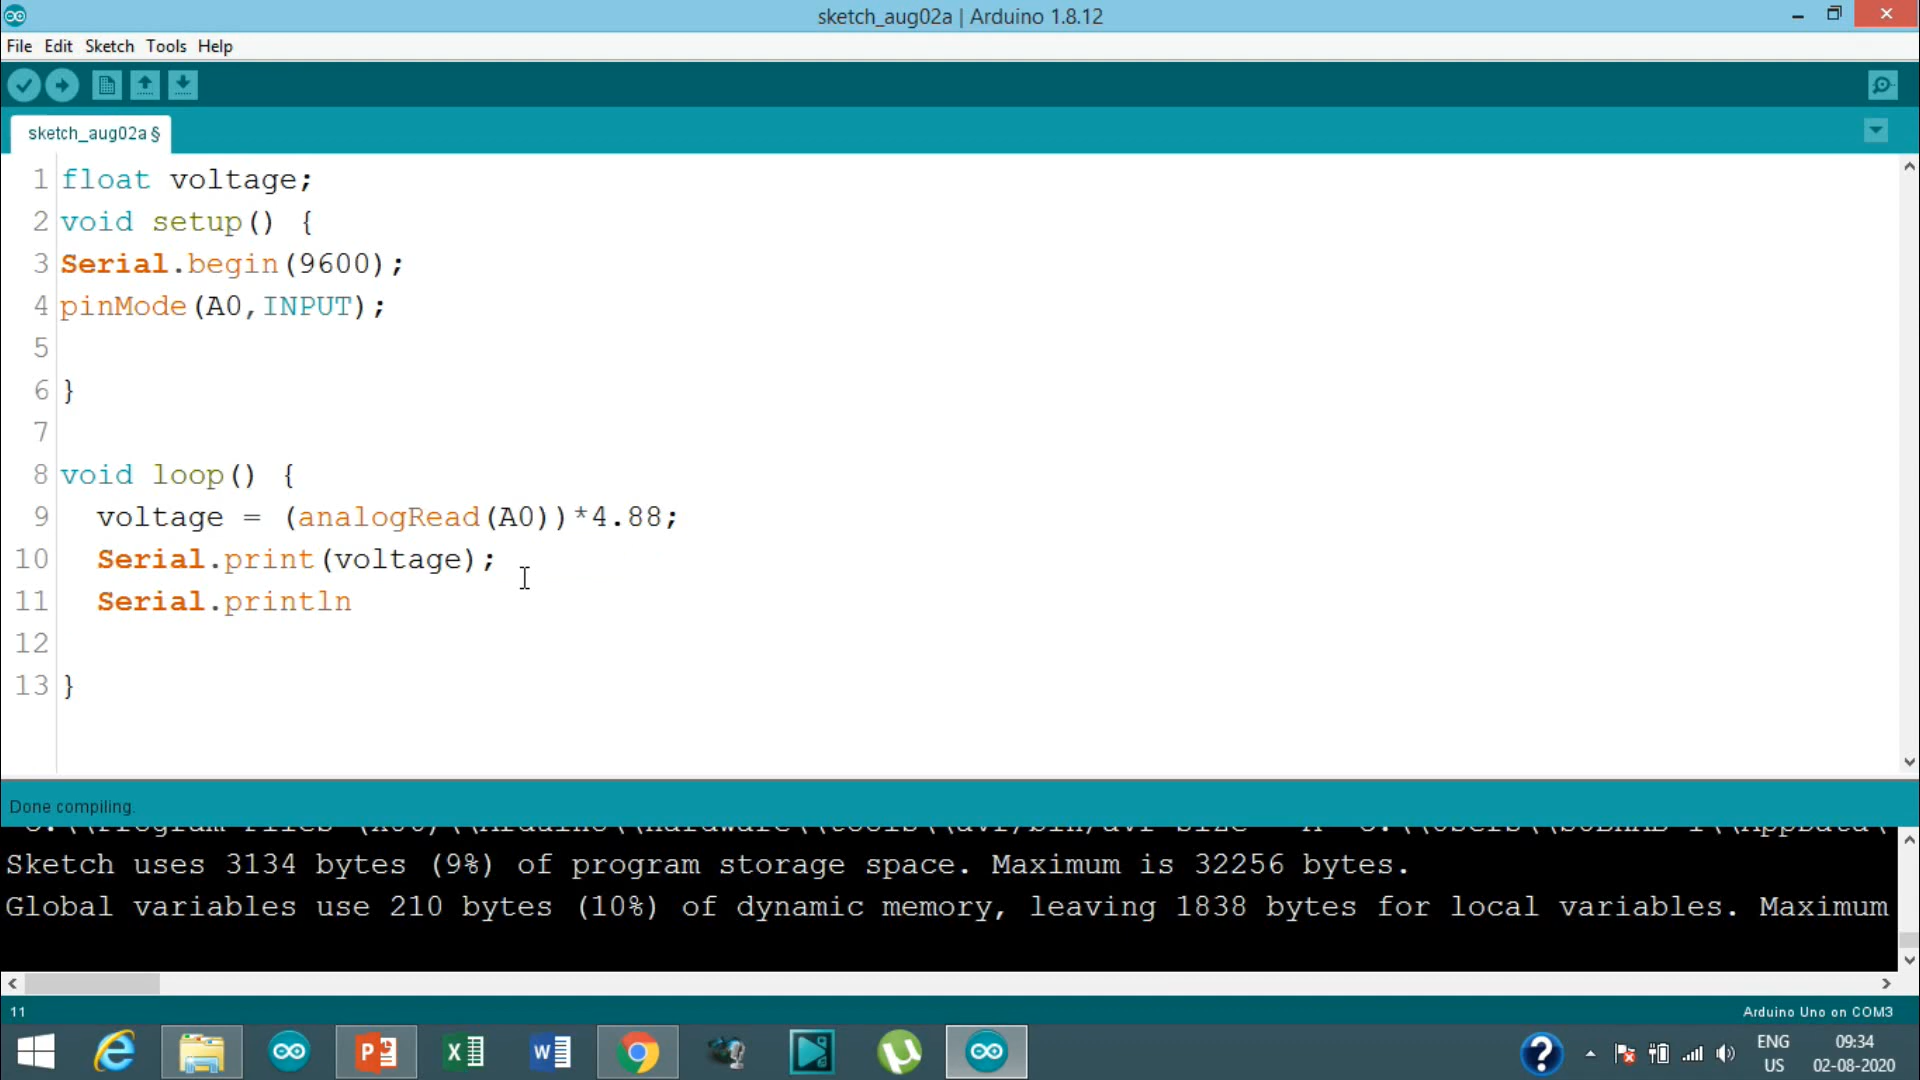 sketch_aug02a | Arduino 1.8.12
File Edit Sketch Tools Help
sketch_aug02a §
1 float voltage;
2 void setup() {
3 Serial.begin(9600);
4 pinMode(A0,INPUT);
5
6 }
7
8 void loop() {
9 voltage = (analogRead(A0))*4.88;
10 Serial.print(voltage);
11 Serial.println
12
13 }
Done compiling.
Sketch uses 3134 bytes (9%) of program storage space. Maximum is 32256 bytes.
Global variables use 210 bytes (10%) of dynamic memory, leaving 1838 bytes for local variables. Maximum
11
Arduino Uno on COM3
ENG 09:34
US 02-08-2020